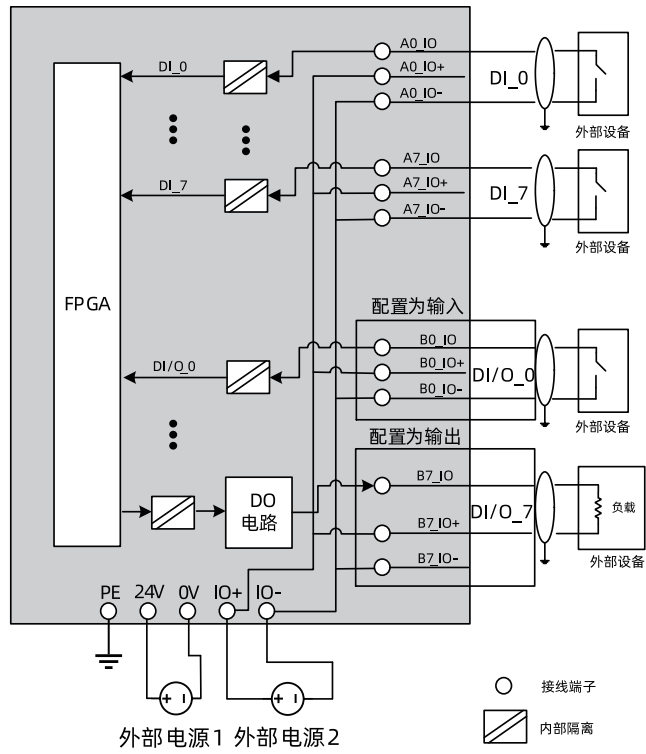 A0_IO
DI_0
A0_IO+
DI_0
A0_IO-
外部设备
A7_IO
DI_7
A7_IO+
DI_7
A7_IO-
外部设备
FPGA
配置为输入
B0_IO
DI/O_0
B0_IO+
DI/O_0
B0_IO-
外部设备
配置为输出
B7_IO
DO
电路
DI/O_7
负载
B7_IO+
B7_IO-
外部设备
PE 24V 0V IO+ IO-
外部电源1 外部电源2
接线端子
内部隔离